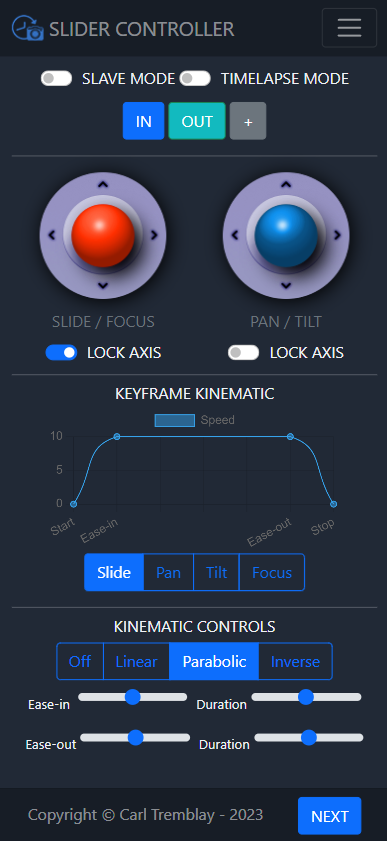 SLIDER CONTROLLER
SLAVE MODE TIMELAPSE MODE
IN OUT +
SLIDE / FOCUS PAN / TILT
LOCK AXIS LOCK AXIS
KEYFRAME KINEMATIC
Speed
10
5
0
Start Ease-in Ease-out Stop
Slide Pan Tilt Focus
KINEMATIC CONTROLS
Off Linear Parabolic Inverse
Ease-in Duration
Ease-out Duration
Copyright © Carl Tremblay - 2023 NEXT